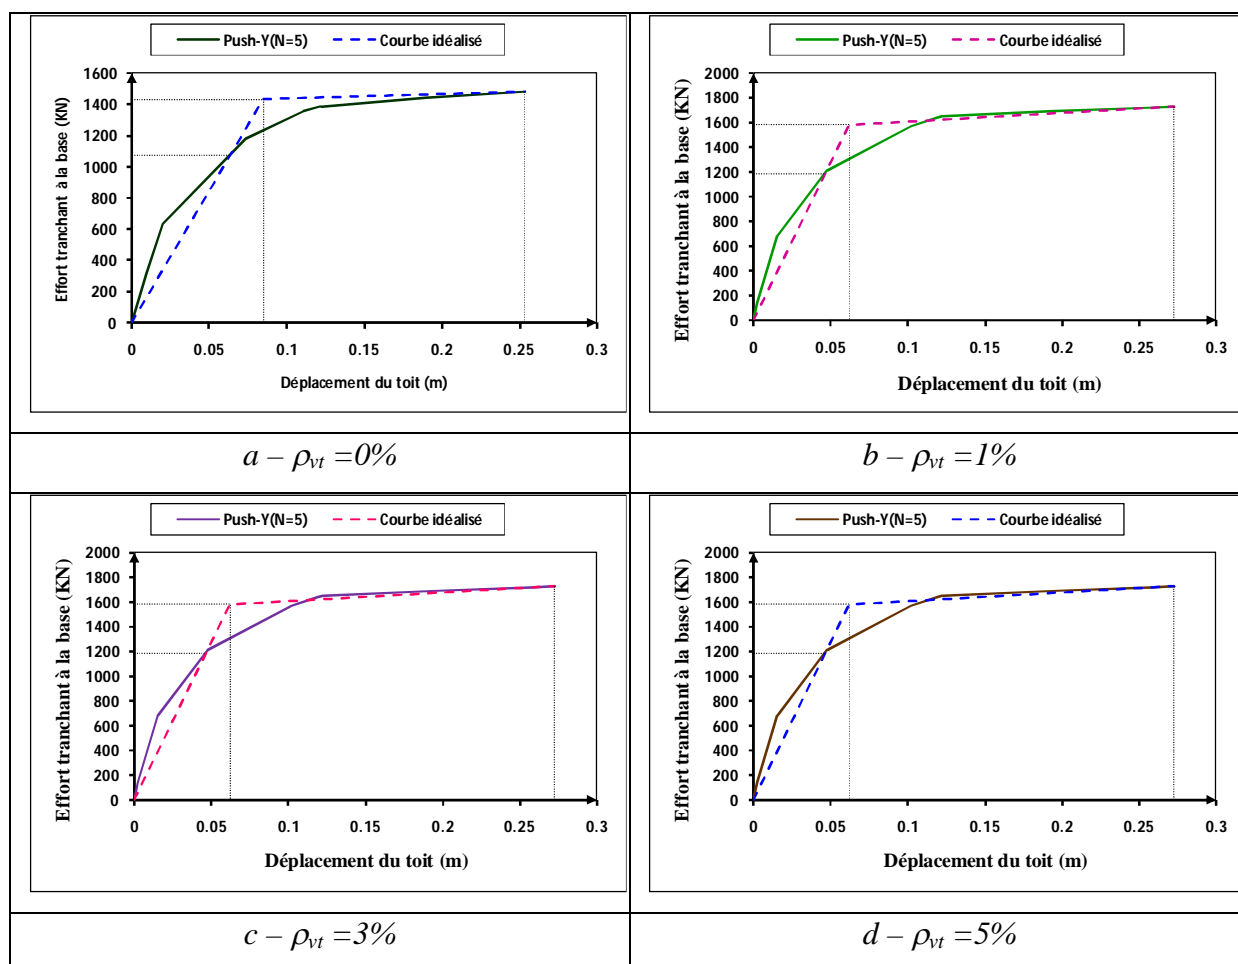 Push-Y(N=5) Courbe idéalisé
Effort tranchant à la base (KN)
1600
1400
1200
1000
800
600
400
200
0
0 0.05 0.1 0.15 0.2 0.25 0.3
Déplacement du toit (m)
a – ρvt =0%
Push-Y(N=5) Courbe idéalisé
Effort tranchant à la base (KN)
2000
1800
1600
1400
1200
1000
800
600
400
200
0
0 0.05 0.1 0.15 0.2 0.25 0.3
Déplacement du toit (m)
b – ρvt =1%
Push-Y(N=5) Courbe idéalisé
Effort tranchant à la base (KN)
2000
1800
1600
1400
1200
1000
800
600
400
200
0
0 0.05 0.1 0.15 0.2 0.25 0.3
Déplacement du toit (m)
c – ρvt =3%
Push-Y(N=5) Courbe idéalisé
Effort tranchant à la base (KN)
2000
1800
1600
1400
1200
1000
800
600
400
200
0
0 0.05 0.1 0.15 0.2 0.25 0.3
Déplacement du toit (m)
d – ρvt =5%